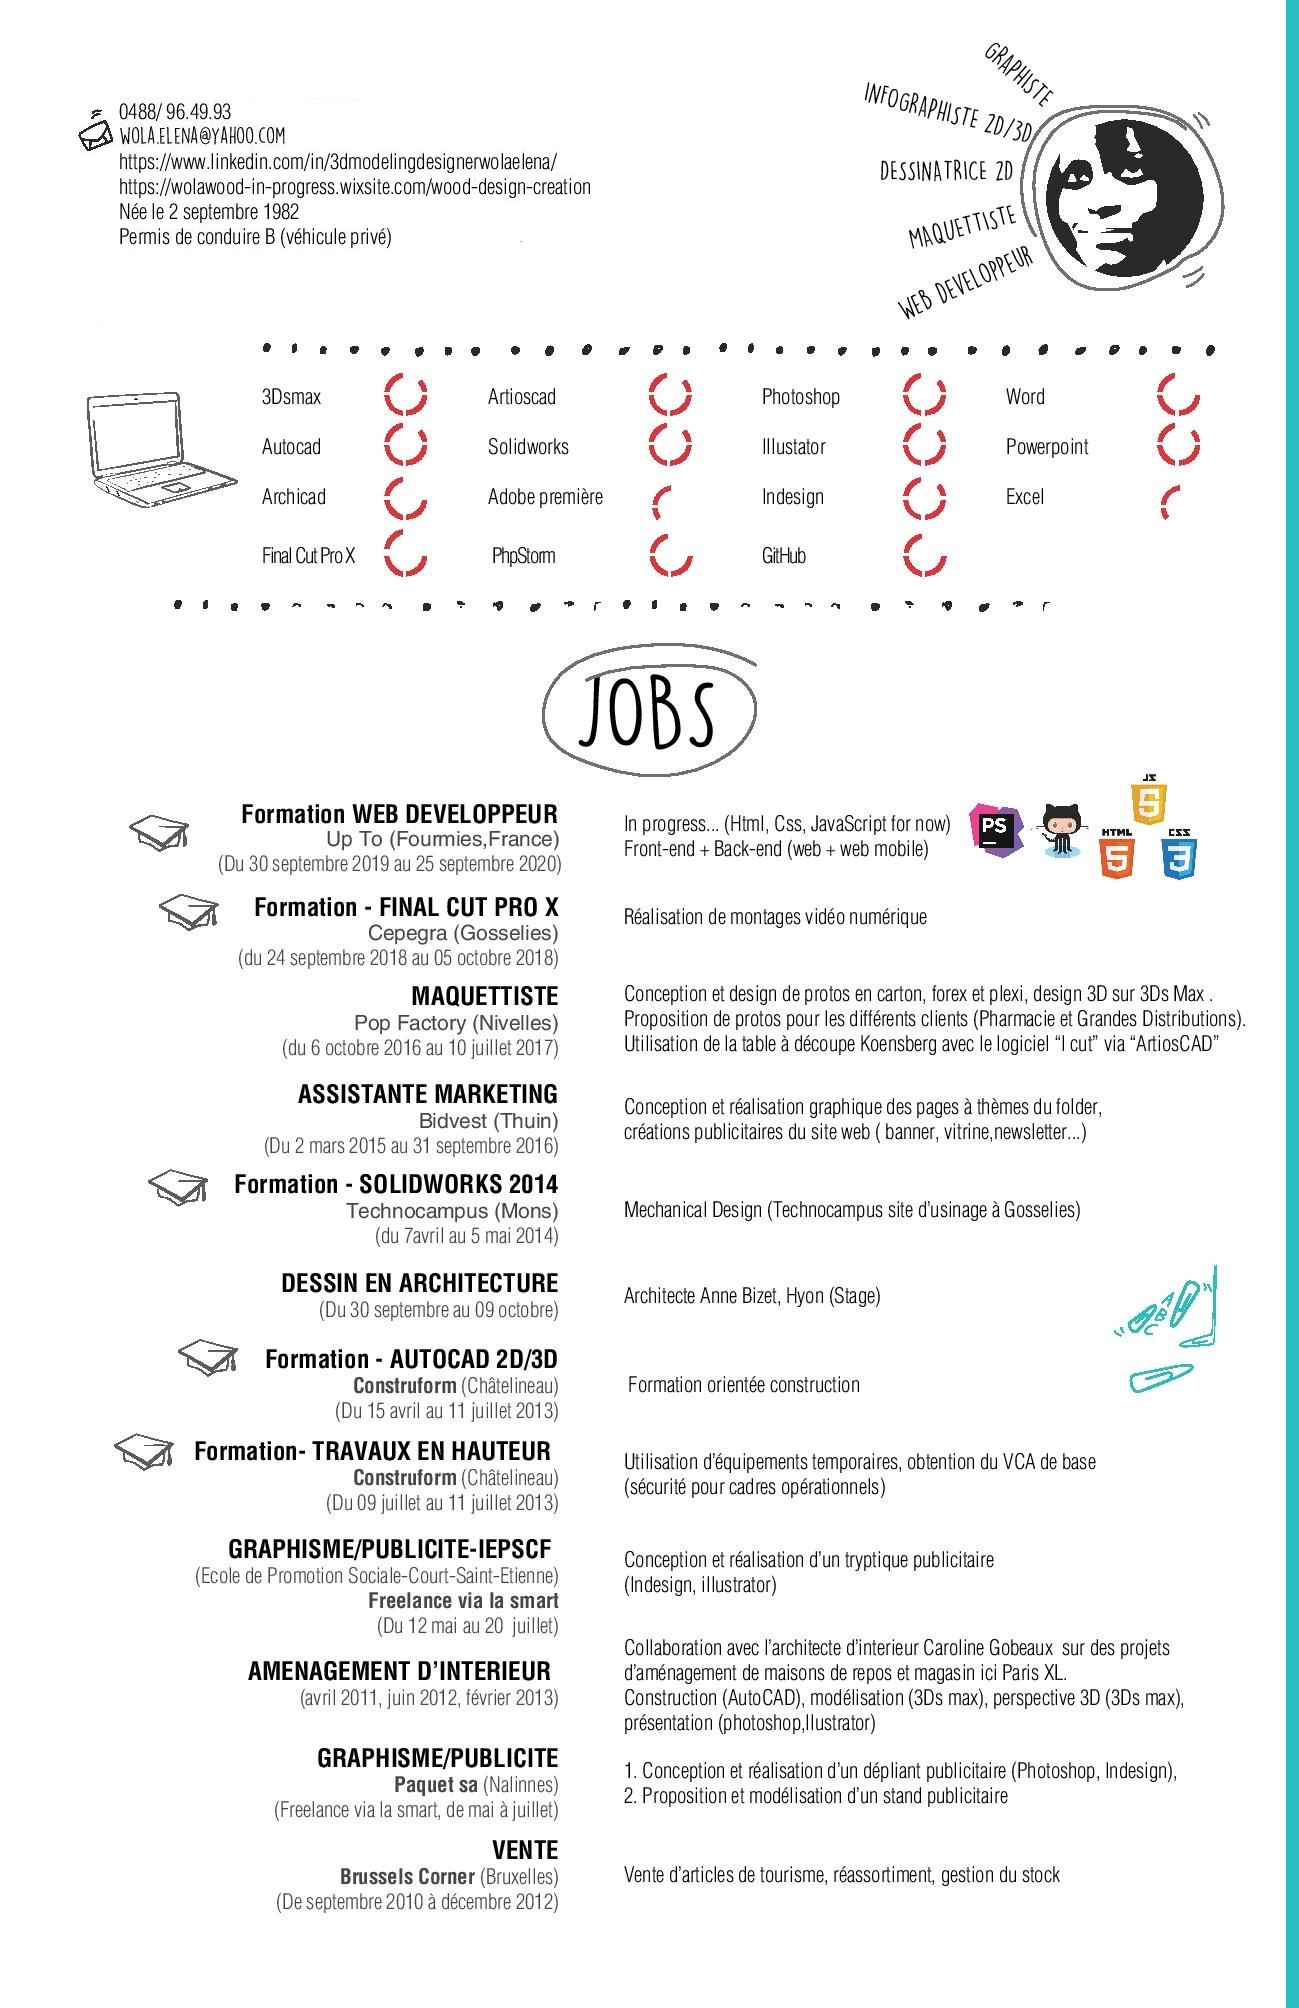 0488/ 96.49.93
WOLA.ELENA@YAHOO.COM
https://www.linkedin.com/in/3dmodelingdesignerwolaelena/
https://wolawood-in-progress.wixsite.com/wood-design-creation
Née le 2 septembre 1982
Permis de conduire B (véhicule privé)
GRAPHISTE
INFOGRAPHISTE 2D/3D
DESSINATRICE 2D
MAQUETTISTE
WEB DEVELOPPEUR
3Dsmax Artioscad Photoshop Word
Autocad Solidworks Illustator Powerpoint
Archicad Adobe première Indesign Excel
Final Cut Pro X PhpStorm GitHub
JOBS
Formation WEB DEVELOPPEUR
Up To (Fourmies,France)
(Du 30 septembre 2019 au 25 septembre 2020)
In progress... (Html, Css, JavaScript for now)
Front-end + Back-end (web + web mobile)
PS
JS
5
HTML
5
CSS
3
Formation - FINAL CUT PRO X
Cepegra (Gosselies)
(du 24 septembre 2018 au 05 octobre 2018)
Réalisation de montages vidéo numérique
MAQUETTISTE
Pop Factory (Nivelles)
(du 6 octobre 2016 au 10 juillet 2017)
Conception et design de protos en carton, forex et plexi, design 3D sur 3Ds Max .
Proposition de protos pour les différents clients (Pharmacie et Grandes Distributions).
Utilisation de la table à découpe Koensberg avec le logiciel “I cut” via “ArtiosCAD”
ASSISTANTE MARKETING
Bidvest (Thuin)
(Du 2 mars 2015 au 31 septembre 2016)
Conception et réalisation graphique des pages à thèmes du folder,
créations publicitaires du site web ( banner, vitrine,newsletter...)
Formation - SOLIDWORKS 2014
Technocampus (Mons)
(du 7avril au 5 mai 2014)
Mechanical Design (Technocampus site d’usinage à Gosselies)
DESSIN EN ARCHITECTURE
(Du 30 septembre au 09 octobre)
Architecte Anne Bizet, Hyon (Stage)
A
B
C
Formation - AUTOCAD 2D/3D
Construform (Châtelineau)
(Du 15 avril au 11 juillet 2013)
Formation orientée construction
Formation- TRAVAUX EN HAUTEUR
Construform (Châtelineau)
(Du 09 juillet au 11 juillet 2013)
Utilisation d’équipements temporaires, obtention du VCA de base
(sécurité pour cadres opérationnels)
GRAPHISME/PUBLICITE-IEPSCF
(Ecole de Promotion Sociale-Court-Saint-Etienne)
Freelance via la smart
(Du 12 mai au 20 juillet)
Conception et réalisation d’un tryptique publicitaire
(Indesign, illustrator)
AMENAGEMENT D’INTERIEUR
(avril 2011, juin 2012, février 2013)
Collaboration avec l’architecte d’interieur Caroline Gobeaux sur des projets
d’aménagement de maisons de repos et magasin ici Paris XL.
Construction (AutoCAD), modélisation (3Ds max), perspective 3D (3Ds max),
présentation (photoshop,Ilustrator)
GRAPHISME/PUBLICITE
Paquet sa (Nalinnes)
(Freelance via la smart, de mai à juillet)
1. Conception et réalisation d’un dépliant publicitaire (Photoshop, Indesign),
2. Proposition et modélisation d’un stand publicitaire
VENTE
Brussels Corner (Bruxelles)
(De septembre 2010 à décembre 2012)
Vente d’articles de tourisme, réassortiment, gestion du stock